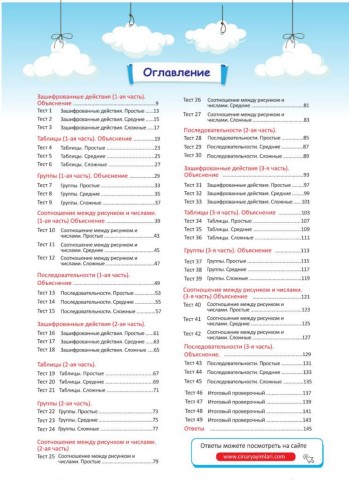 Оглавление
Зашифрованные действия (1-ая часть).
Объяснение ........9
Тест 1 Зашифрованные действия. Простые ......13
Тест 2 Зашифрованные действия. Средние ......15
Тест 3 Зашифрованные действия. Сложные ......17
Таблицы (1-ая часть). Объяснение ........19
Тест 4 Таблицы. Простые ........23
Тест 5 Таблицы. Средние ........25
Тест 6 Таблицы. Сложные ........27
Группы (1-ая часть). Объяснение ........29
Тест 7 Группы. Простые ........33
Тест 8 Группы. Средние ........35
Тест 9 Группы. Сложные ........37
Соотношение между рисунком и числами.
(1-ая часть) Объяснение ........39
Тест 10 Соотношение между рисунком и
числами. Простые ........43
Тест 11 Соотношение между рисунком и
числами. Средние ........45
Тест 12 Соотношение между рисунком и
числами. Сложные ........47
Последовательности (1-ая часть).
Объяснение ........49
Тест 13 Последовательности. Простые ........53
Тест 14 Последовательности. Средние ........55
Тест 15 Последовательности. Сложные ........57
Зашифрованные действия (2-ая часть).
Тест 16 Зашифрованные действия. Простые ......61
Тест 17 Зашифрованные действия. Средние ......63
Тест 18 Зашифрованные действия. Сложные ......65
Таблицы (2-ая часть).
Тест 19 Таблицы. Простые ........67
Тест 20 Таблицы. Средние ........69
Тест 21 Таблицы. Сложные ........71
Группы (2-ая часть).
Тест 22 Группы. Простые ........73
Тест 23 Группы. Средние ........75
Тест 24 Группы. Сложные ........77
Соотношение между рисунком и числами.
(2-ая часть)
Тест 25 Соотношение между рисунком и
числами. Простые ........79
Тест 26 Соотношение между рисунком и
числами. Средние ........81
Тест 27 Соотношение между рисунком и
числами. Сложные ........83
Последовательности (2-ая часть).
Тест 28 Последовательности. Простые ........85
Тест 29 Последовательности. Средние ........87
Тест 30 Последовательности. Сложные ........89
Зашифрованные действия (3-я часть).
Объяснение ........93
Тест 31 Зашифрованные действия. Простые ......97
Тест 32 Зашифрованные действия. Средние ......99
Тест 33 Зашифрованные действия. Сложные ......101
Таблицы (3-я часть). Объяснение ........103
Тест 34 Таблицы. Простые ........107
Тест 35 Таблицы. Средние ........109
Тест 36 Таблицы. Сложные ........111
Группы (3-я часть). Объяснение ........113
Тест 37 Группы. Простые ........115
Тест 38 Группы. Средние ........117
Тест 39 Группы. Сложные ........119
Соотношение между рисунком и числами.
(3-я часть) Объяснение ........121
Тест 40 Соотношение между рисунком и
числами. Простые ........123
Тест 41 Соотношение между рисунком и
числами. Средние ........125
Тест 42 Соотношение между рисунком и
числами. Сложные ........127
Последовательности (3-я часть).
Объяснение. ........129
Тест 43 Последовательности. Простые ........131
Тест 44 Последовательности. Средние ........133
Тест 45 Последовательности. Сложные ........135
Тест 46 Итоговый проверочный ........137
Тест 47 Итоговый проверочный ........139
Тест 48 Итоговый проверочный ........141
Тест 49 Итоговый проверочный ........143
Ответы ........145
Ответы можете посмотреть на сайте
www.cinaryayimlari.com